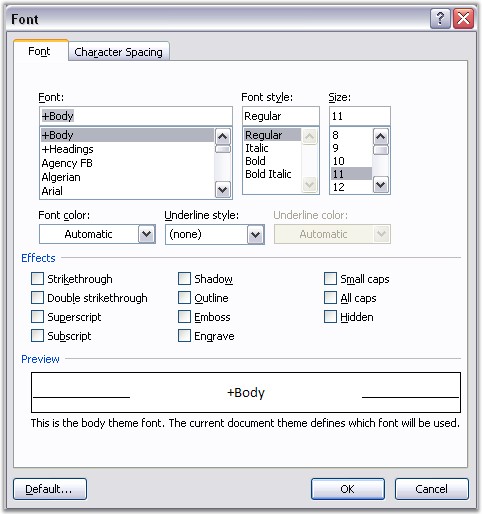 Font
? X
Font Character Spacing
Font: Font style: Size:
+Body Regular 11
+Body Regular 8
+Headings Italic 9
Agency FB Bold 10
Algerian Bold Italic 11
Arial 12
Font color: Underline style: Underline color:
Automatic (none) Automatic
Effects
Strikethrough Shadow Small caps
Double strikethrough Outline All caps
Superscript Emboss Hidden
Subscript Engrave
Preview
+Body
This is the body theme font. The current document theme defines which font will be used.
Default... OK Cancel